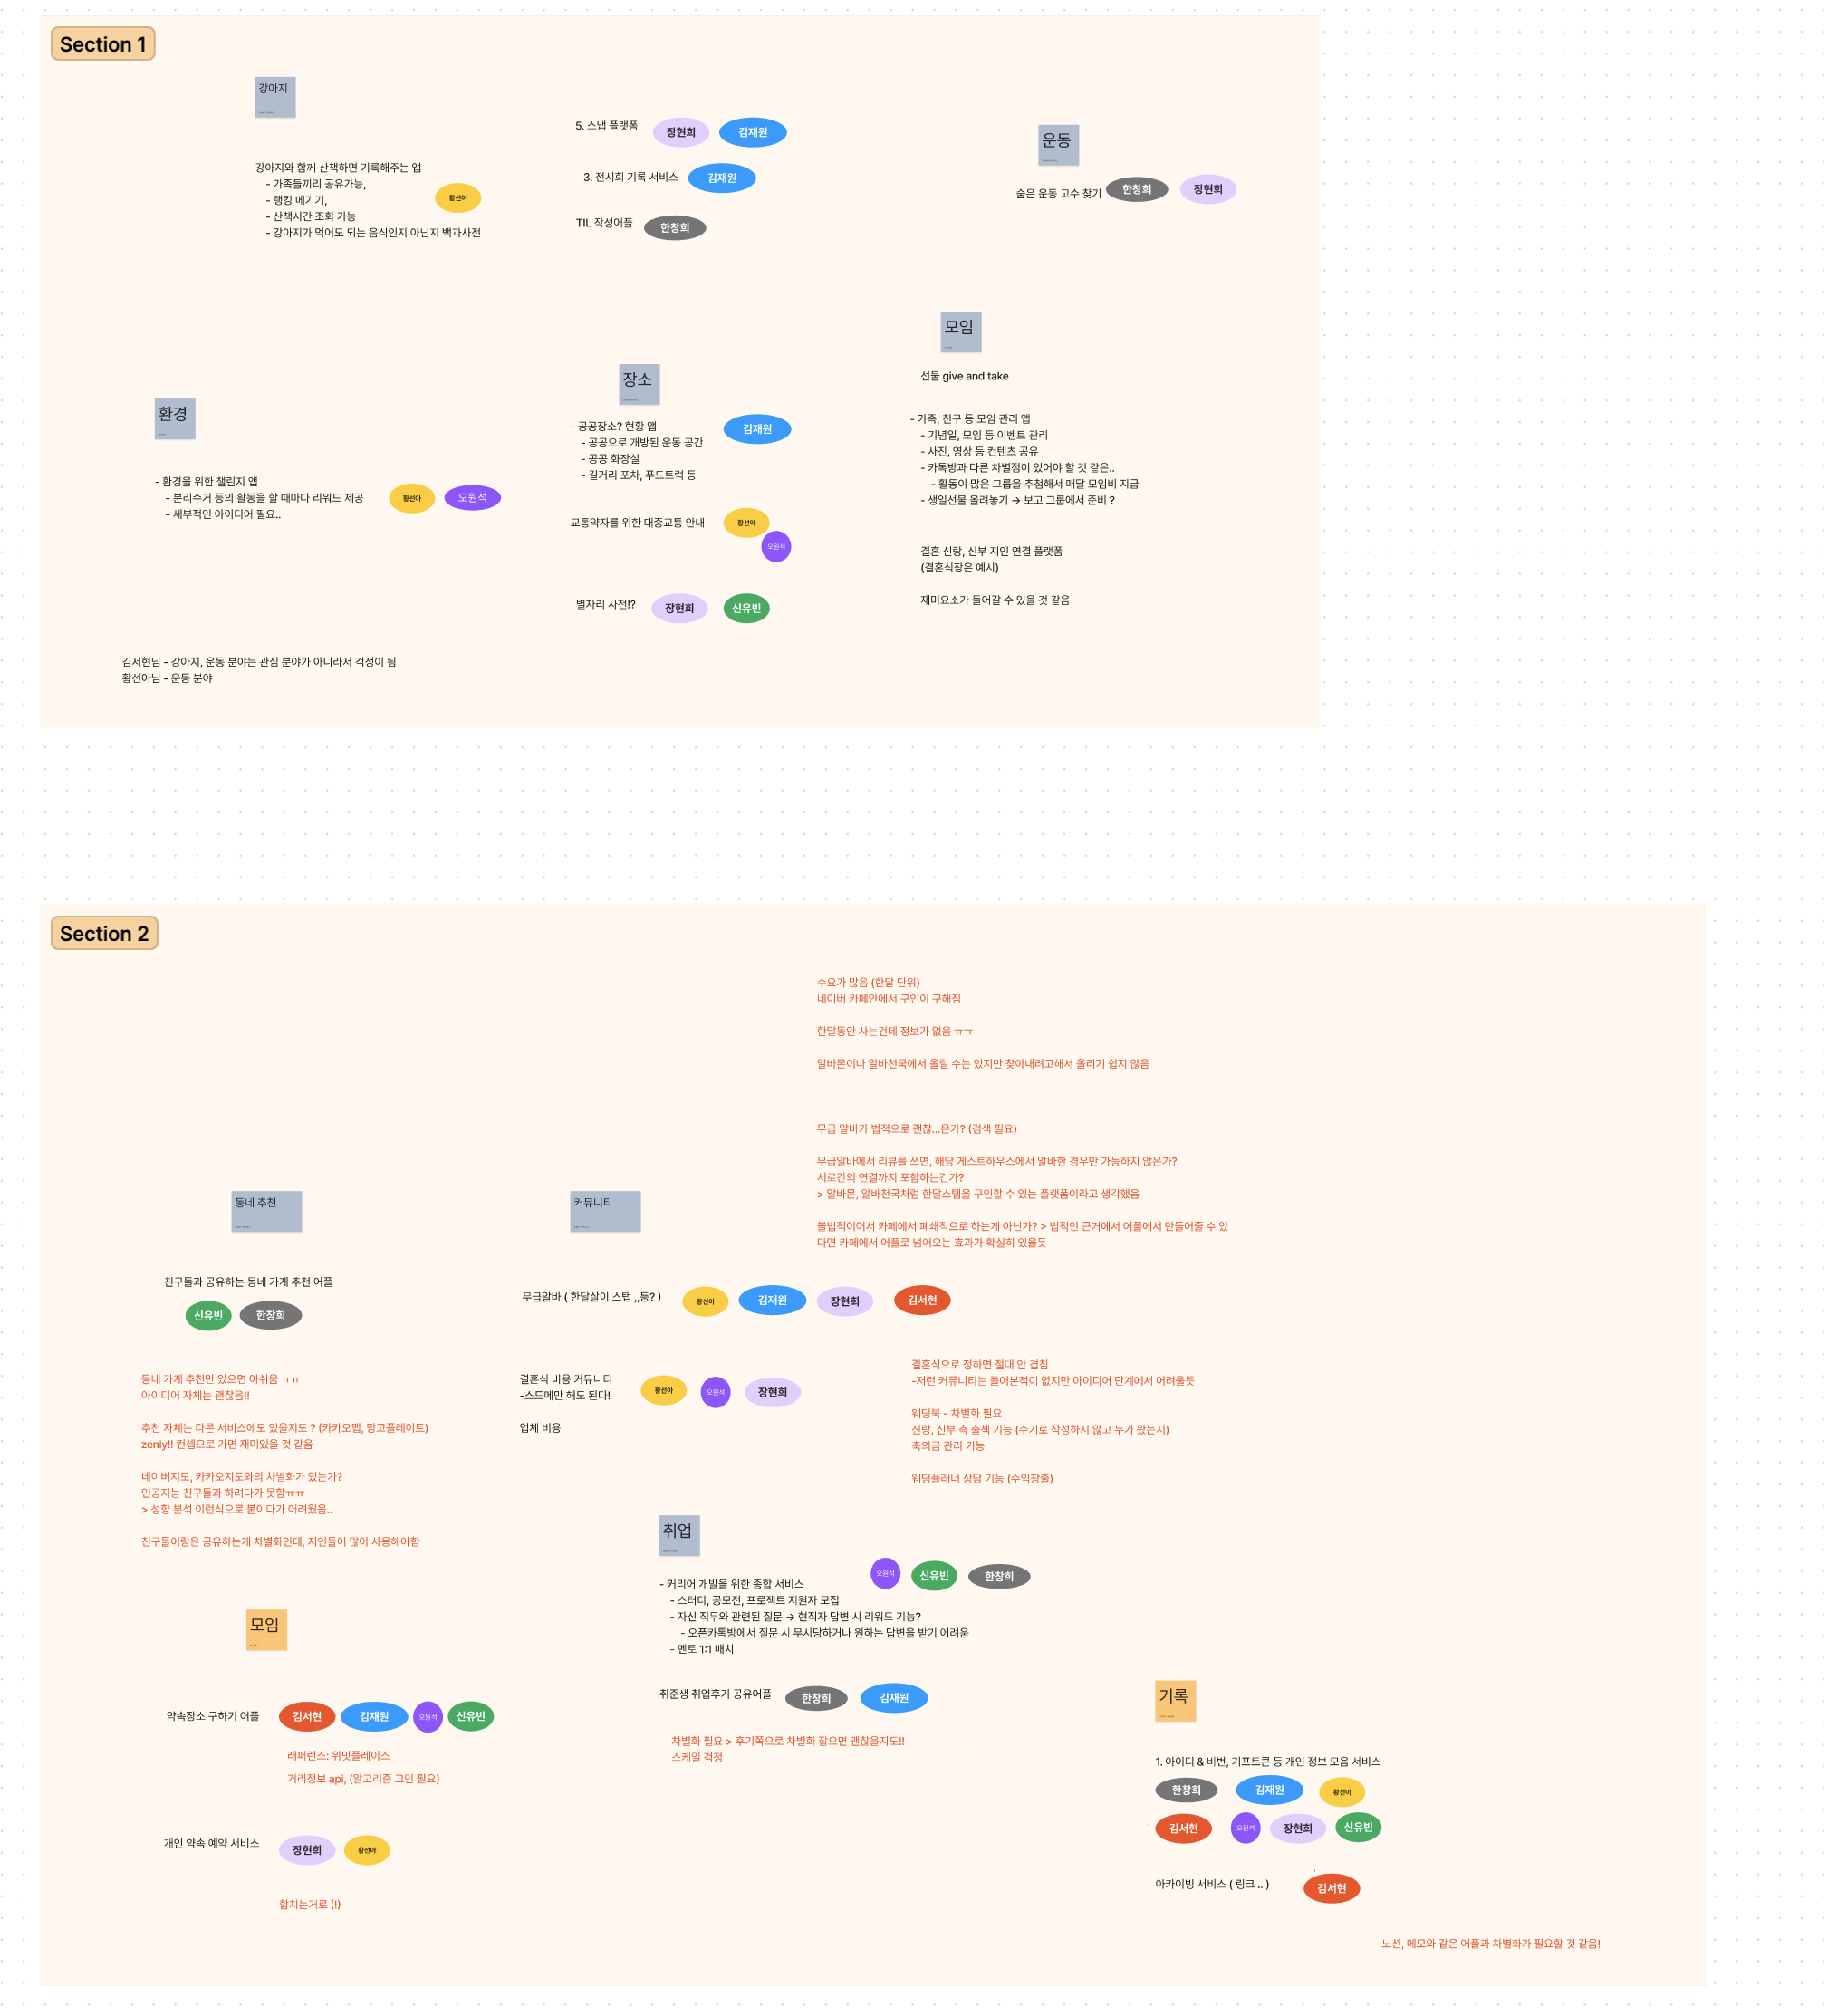 Section 1
강아지
강아지와 함께 산책하면 기록해주는 앱
- 가족들끼리 공유가능,
- 랭킹 메기기,
- 산책시간 조회 가능
- 강아지가 먹어도 되는 음식인지 아닌지 백과사전
황선아
5. 스냅 플랫폼
장현희
김재원
3. 전시회 기록 서비스
김재원
TIL 작성어플
한창희
운동
숨은 운동 고수 찾기
한창희
장현희
환경
- 환경을 위한 챌린지 앱
- 분리수거 등의 활동을 할 때마다 리워드 제공
- 세부적인 아이디어 필요..
황선아
오원석
장소
- 공공장소? 현황 앱
- 공공으로 개방된 운동 공간
- 공공 화장실
- 길거리 포차, 푸드트럭 등
김재원
교통약자를 위한 대중교통 안내
황선아
오원석
별자리 사전!?
장현희
신유빈
모임
선물 give and take
- 가족, 친구 등 모임 관리 앱
- 기념일, 모임 등 이벤트 관리
- 사진, 영상 등 컨텐츠 공유
- 카톡방과 다른 차별점이 있어야 할 것 같은..
- 활동이 많은 그룹을 추첨해서 매달 모임비 지급
- 생일선물 올려놓기 → 보고 그룹에서 준비 ?
결혼 신랑, 신부 지인 연결 플랫폼
(결혼식장은 예시)
재미요소가 들어갈 수 있을 것 같음
김서현님 - 강아지, 운동 분야는 관심 분야가 아니라서 걱정이 됨
황선아님 - 운동 분야
Section 2
수요가 많음 (한달 단위)
네이버 카페안에서 구인이 구해짐
한달동안 사는건데 정보가 없음 ㅠㅠ
알바몬이나 알바천국에서 올릴 수는 있지만 찾아내려고해서 올리기 쉽지 않음
무급 알바가 법적으로 괜찮...은가? (검색 필요)
무급알바에서 리뷰를 쓰면, 해당 게스트하우스에서 알바한 경우만 가능하지 않은가?
서로간의 연결까지 포함하는건가?
> 알바몬, 알바천국처럼 한달스텝을 구인할 수 있는 플랫폼이라고 생각했음
불법적이어서 카페에서 폐쇄적으로 하는게 아닌가? > 법적인 근거에서 어플에서 만들어줄 수 있
다면 카페에서 어플로 넘어오는 효과가 확실히 있을듯
동네 추천
친구들과 공유하는 동네 가게 추천 어플
신유빈
한창희
동네 가게 추천만 있으면 아쉬움 ㅠㅠ
아이디어 자체는 괜찮음!!
추천 자체는 다른 서비스에도 있을지도 ? (카카오맵, 망고플레이트)
zenly!! 컨셉으로 가면 재미있을 것 같음
네이버지도, 카카오지도와의 차별화가 있는가?
인공지능 친구들과 하려다가 못함ㅠㅠ
> 성향 분석 이런식으로 붙이다가 어려웠음..
친구들이랑은 공유하는게 차별화인데, 지인들이 많이 사용해야함
커뮤니티
무급알바 ( 한달살이 스탭 ,,등? )
황선아
김재원
장현희
김서현
결혼식 비용 커뮤니티
-스드메만 해도 된다!
업체 비용
황선아
오원석
장현희
결혼식으로 정하면 절대 안 겹침
-저런 커뮤니티는 들어본적이 없지만 아이디어 단계에서 어려울듯
웨딩북 - 차별화 필요
신랑, 신부 측 출첵 기능 (수기로 작성하지 않고 누가 왔는지)
축의금 관리 기능
웨딩플래너 상담 기능 (수익창출)
취업
오원석
신유빈
한창희
- 커리어 개발을 위한 종합 서비스
- 스터디, 공모전, 프로젝트 지원자 모집
- 자신 직무와 관련된 질문 → 현직자 답변 시 리워드 기능?
- 오픈카톡방에서 질문 시 무시당하거나 원하는 답변을 받기 어려움
- 멘토 1:1 매치
취준생 취업후기 공유어플
한창희
김재원
차별화 필요 > 후기쪽으로 차별화 잡으면 괜찮을지도!!
스케일 걱정
모임
약속장소 구하기 어플
김서현
김재원
오원석
신유빈
래퍼런스: 위밋플레이스
거리정보 api, (알고리즘 고민 필요)
개인 약속 예약 서비스
장현희
황선아
합치는거로 (!)
기록
1. 아이디 & 비번, 기프트콘 등 개인 정보 모음 서비스
한창희
김재원
황선아
김서현
오원석
장현희
신유빈
아카이빙 서비스 ( 링크 .. )
김서현
노션, 메모와 같은 어플과 차별화가 필요할 것 같음!